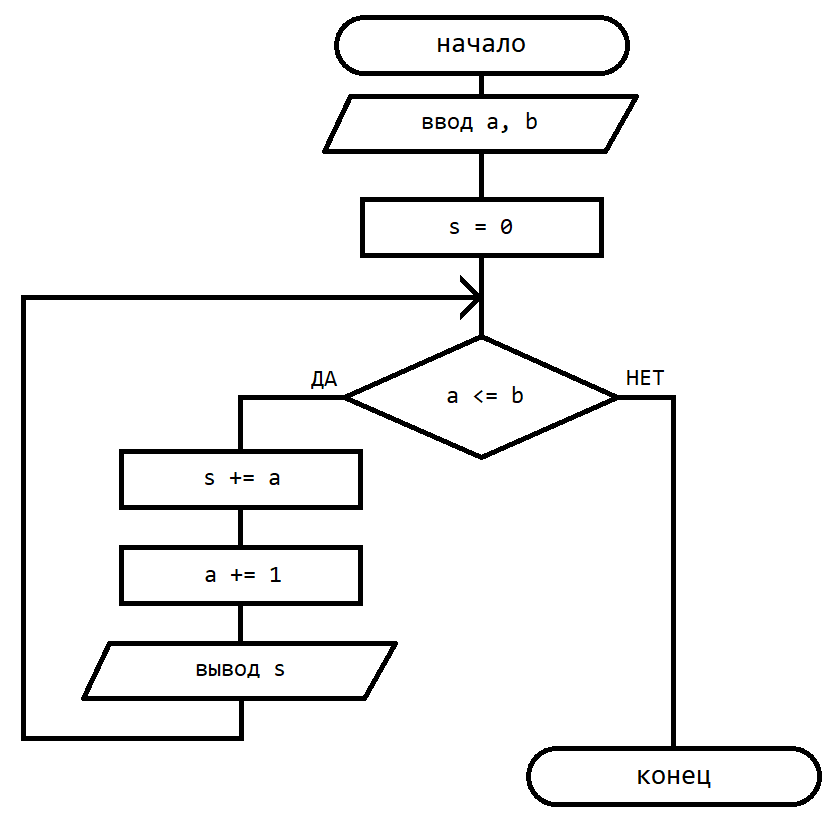 начало
ввод a, b
s = 0
a <= b
ДА
НЕТ
s += a
a += 1
вывод s
конец